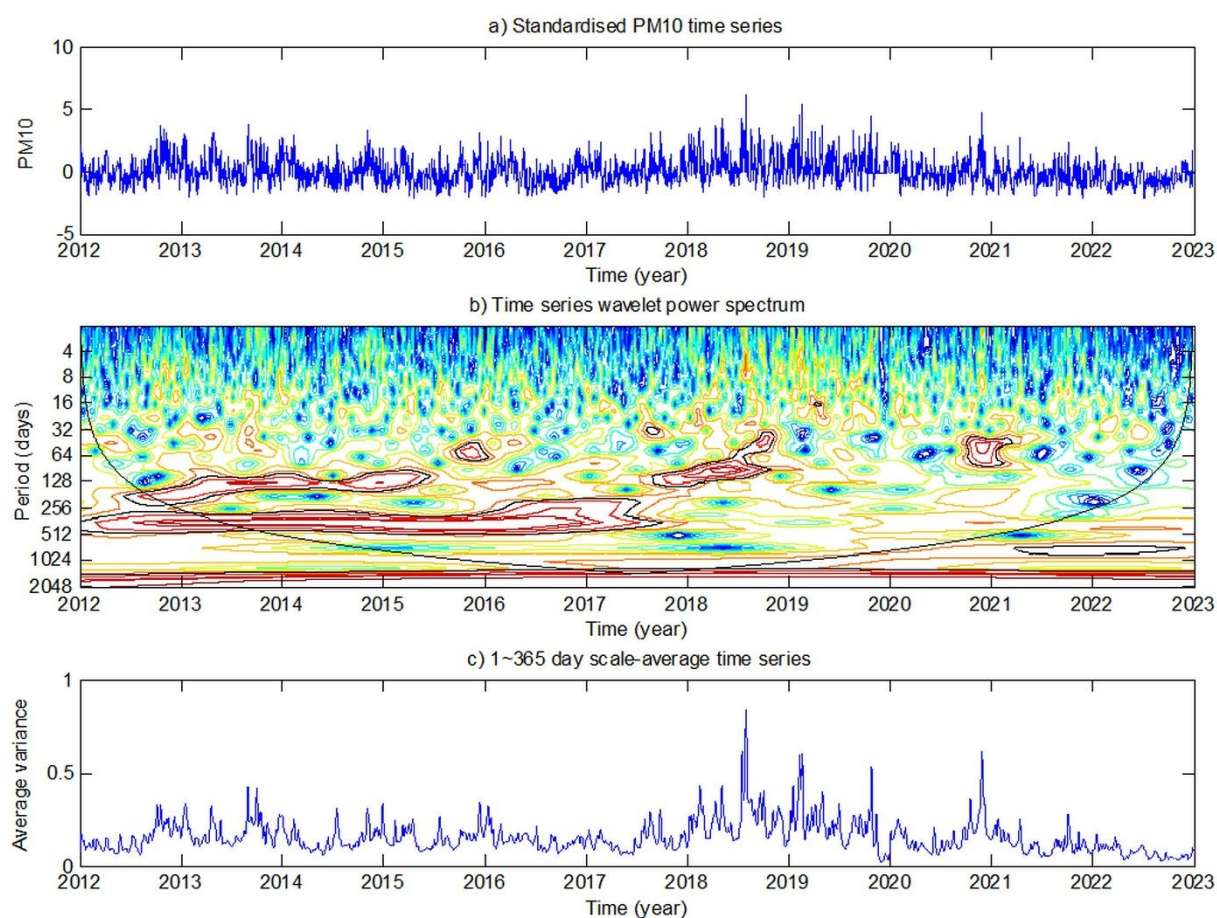 a) Standardised PM10 time series
10
5
0
-5
PM10
2012 2013 2014 2015 2016 2017 2018 2019 2020 2021 2022 2023
Time (year)
b) Time series wavelet power spectrum
4
8
16
32
64
128
256
512
1024
2048
Period (days)
2012 2013 2014 2015 2016 2017 2018 2019 2020 2021 2022 2023
Time (year)
c) 1~365 day scale-average time series
1
0.5
0
Average variance
2012 2013 2014 2015 2016 2017 2018 2019 2020 2021 2022 2023
Time (year)